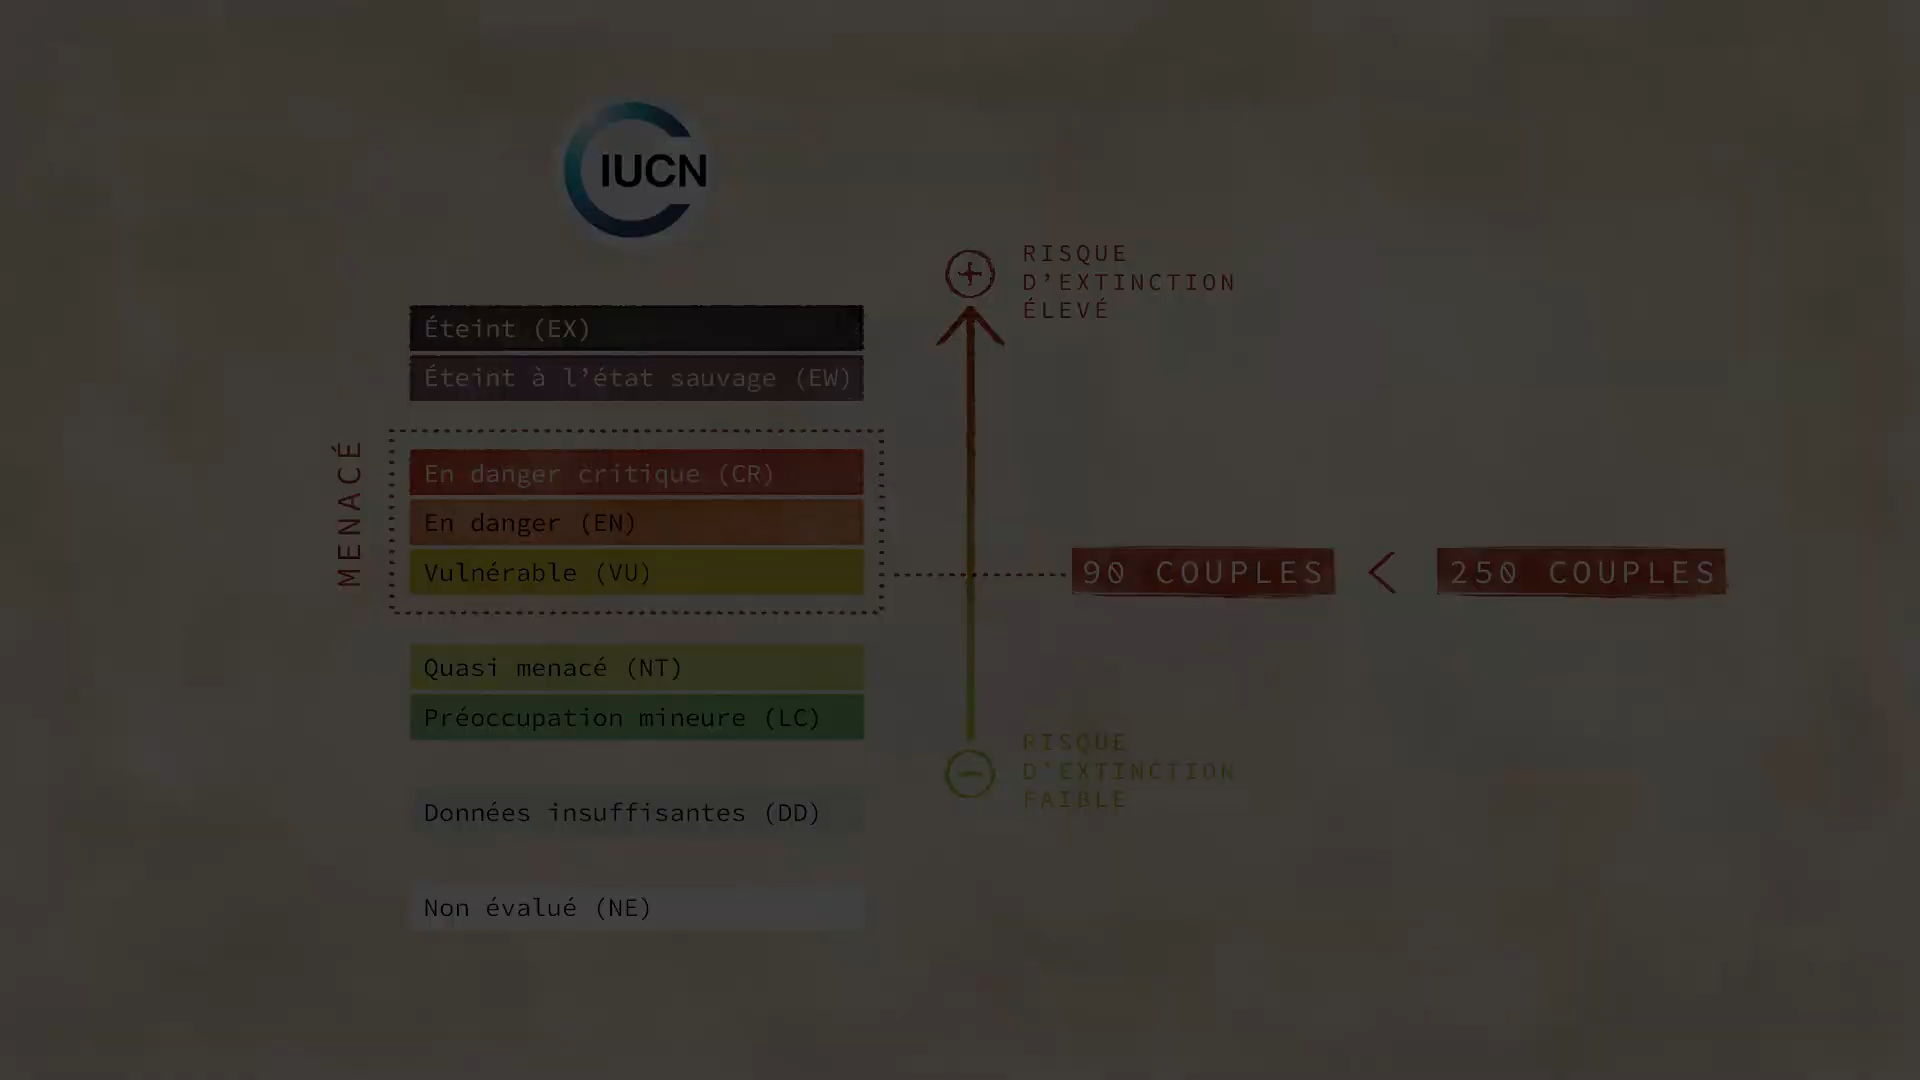 IUCN
RISQUE
D'EXTINCTION
ÉLEVÉ
Éteint (EX)
Éteint à l'état sauvage (EW)
MENACÉ
En danger critique (CR)
En danger (EN)
Vulnérable (VU)
90 COUPLES < 250 COUPLES
Quasi menacé (NT)
Préoccupation mineure (LC)
RISQUE
D'EXTINCTION
FAIBLE
Données insuffisantes (DD)
Non évalué (NE)